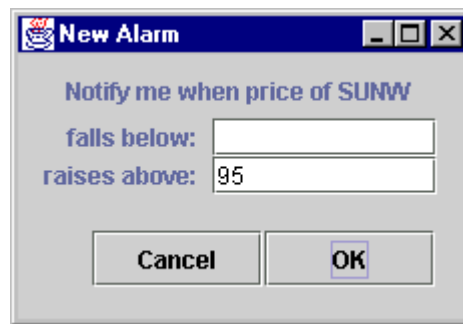 New Alarm
Notify me when price of SUNW
falls below:
raises above: 95
Cancel OK